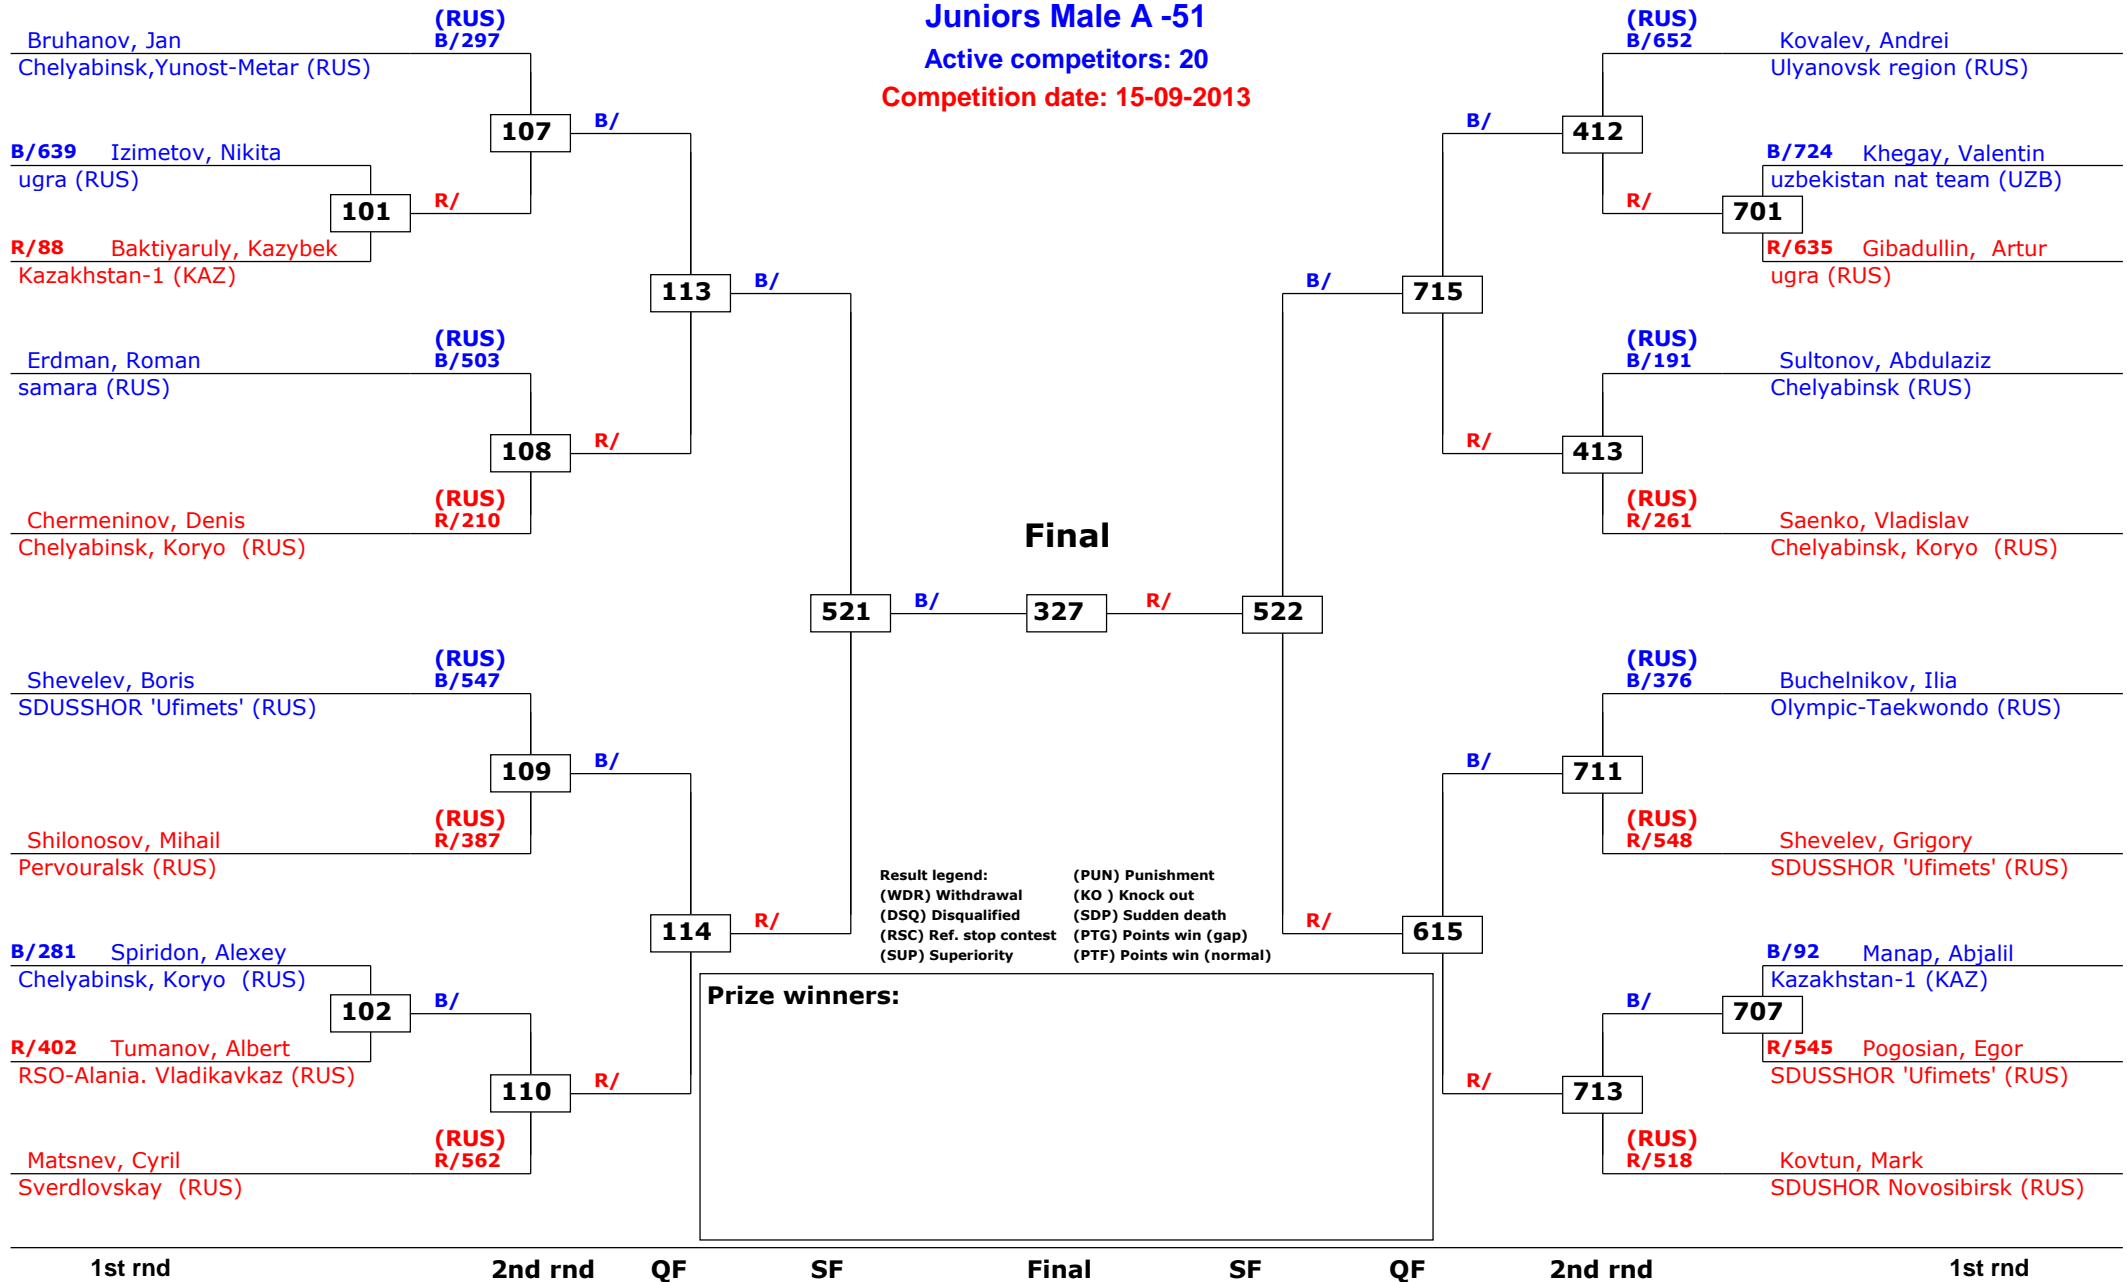 Juniors Male A -51
Active competitors: 20
Competition date: 15-09-2013
(RUS)
Bruhanov, Jan B/297
Chelyabinsk,Yunost-Metar (RUS)
107
B/
B/639 Izimetov, Nikita
ugra (RUS)
101
R/
R/88 Baktiyaruly, Kazybek
Kazakhstan-1 (KAZ)
113
B/
(RUS)
Erdman, Roman B/503
samara (RUS)
108
R/
(RUS)
Chermeninov, Denis R/210
Chelyabinsk, Koryo (RUS)
521
B/
(RUS)
Shevelev, Boris B/547
SDUSSHOR 'Ufimets' (RUS)
109
B/
(RUS)
Shilonosov, Mihail R/387
Pervouralsk (RUS)
114
R/
B/281 Spiridon, Alexey
Chelyabinsk, Koryo (RUS)
102
B/
R/402 Tumanov, Albert
RSO-Alania. Vladikavkaz (RUS)
110
R/
(RUS)
Matsnev, Cyril R/562
Sverdlovskay (RUS)
Final
327
R/
522
(RUS)
B/652 Kovalev, Andrei
Ulyanovsk region (RUS)
B/
412
B/724 Khegay, Valentin
uzbekistan nat team (UZB)
R/
701
R/635 Gibadullin, Artur
ugra (RUS)
B/
715
(RUS)
B/191 Sultonov, Abdulaziz
Chelyabinsk (RUS)
R/
413
(RUS)
R/261 Saenko, Vladislav
Chelyabinsk, Koryo (RUS)
(RUS)
B/376 Buchelnikov, Ilia
Olympic-Taekwondo (RUS)
B/
711
(RUS)
R/548 Shevelev, Grigory
SDUSSHOR 'Ufimets' (RUS)
R/
615
B/92 Manap, Abjalil
Kazakhstan-1 (KAZ)
B/
707
R/545 Pogosian, Egor
SDUSSHOR 'Ufimets' (RUS)
R/
713
(RUS)
R/518 Kovtun, Mark
SDUSHOR Novosibirsk (RUS)
Result legend: (PUN) Punishment
(WDR) Withdrawal (KO ) Knock out
(DSQ) Disqualified (SDP) Sudden death
(RSC) Ref. stop contest (PTG) Points win (gap)
(SUP) Superiority (PTF) Points win (normal)
Prize winners:
1st rnd 2nd rnd QF SF Final SF QF 2nd rnd 1st rnd